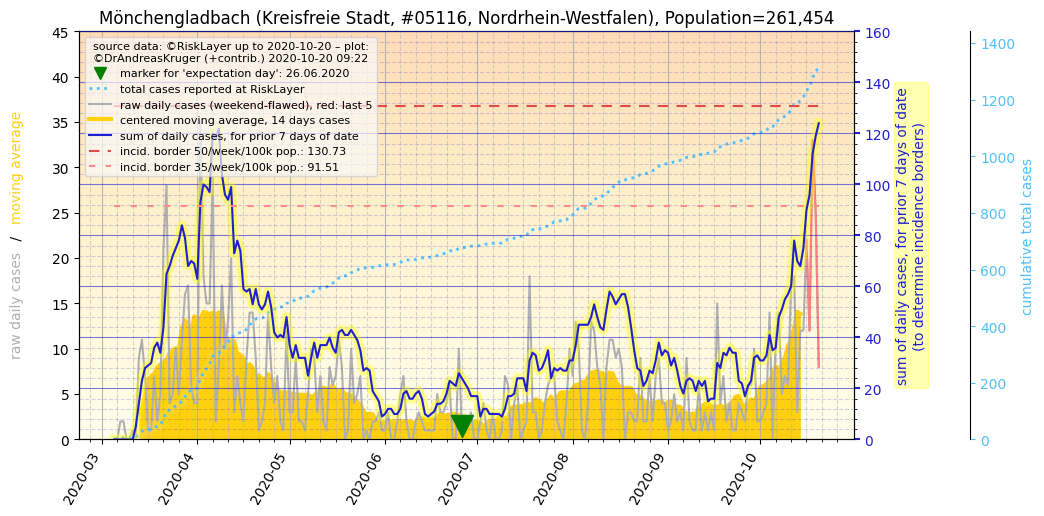 Mönchengladbach (Kreisfreie Stadt, #05116, Nordrhein-Westfalen), Population=261,454
source data: ©RiskLayer up to 2020-10-20 – plot:
©DrAndreasKruger (+contrib.) 2020-10-20 09:22
marker for 'expectation day': 26.06.2020
total cases reported at RiskLayer
raw daily cases (weekend-flawed), red: last 5
centered moving average, 14 days cases
sum of daily cases, for prior 7 days of date
incid. border 50/week/100k pop.: 130.73
incid. border 35/week/100k pop.: 91.51
raw daily cases / moving average
45
40
35
30
25
20
15
10
5
0
2020-03
2020-04
2020-05
2020-06
2020-07
2020-08
2020-09
2020-10
160
140
120
100
80
60
40
20
0
sum of daily cases, for prior 7 days of date
(to determine incidence borders)
1400
1200
1000
800
600
400
200
0
cumulative total cases